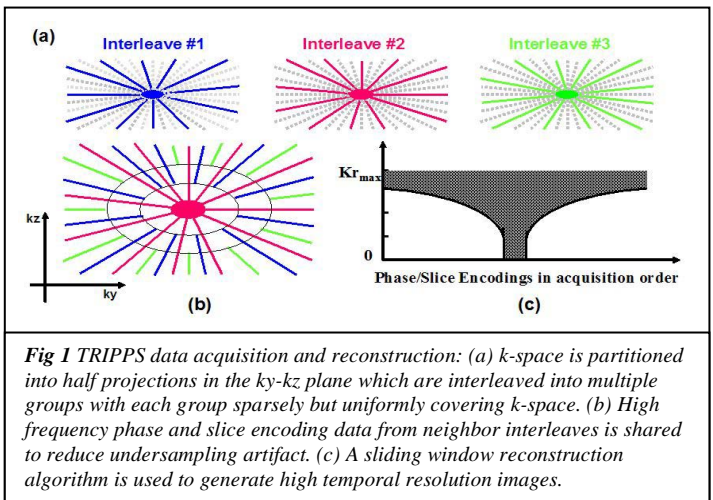 (a)
Interleave #1 Interleave #2 Interleave #3
Kr max
kz
0
ky
Phase/Slice Encodings in acquisition order
(b) (c)
Fig 1 TRIPPS data acquisition and reconstruction: (a) k-space is partitioned
into half projections in the ky-kz plane which are interleaved into multiple
groups with each group sparsely but uniformly covering k-space. (b) High
frequency phase and slice encoding data from neighbor interleaves is shared
to reduce undersampling artifact. (c) A sliding window reconstruction
algorithm is used to generate high temporal resolution images.